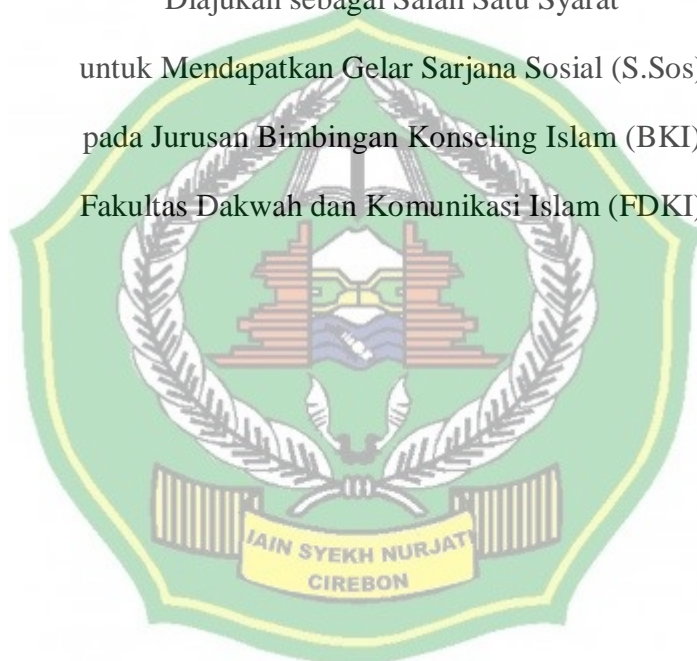 Diajukan sebagai Salah Satu Syarat
untuk Mendapatkan Gelar Sarjana Sosial (S.Sos)
pada Jurusan Bimbingan Konseling Islam (BKI)
Fakultas Dakwah dan Komunikasi Islam (FDKI)
IAIN SYEKH NURJATI
CIREBON